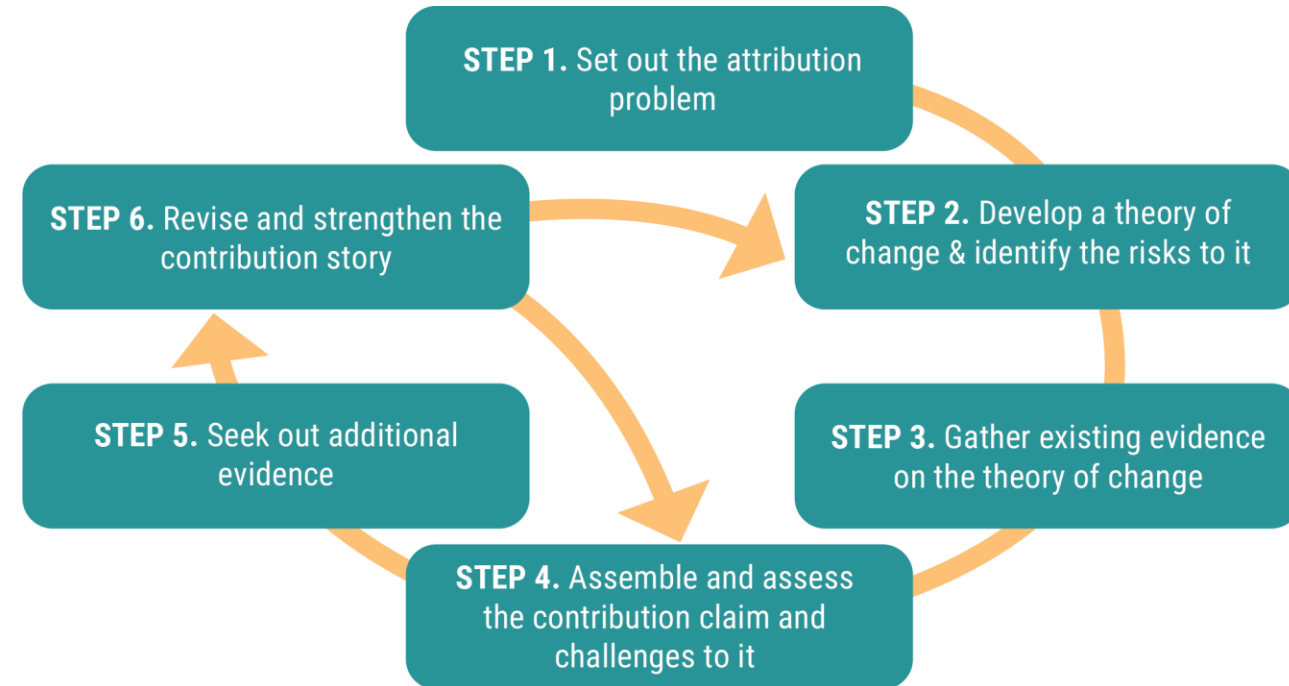 STEP 1. Set out the attribution
problem
STEP 2. Develop a theory of
change & identify the risks to it
STEP 3. Gather existing evidence
on the theory of change
STEP 4. Assemble and assess
the contribution claim and
challenges to it
STEP 5. Seek out additional
evidence
STEP 6. Revise and strengthen the
contribution story